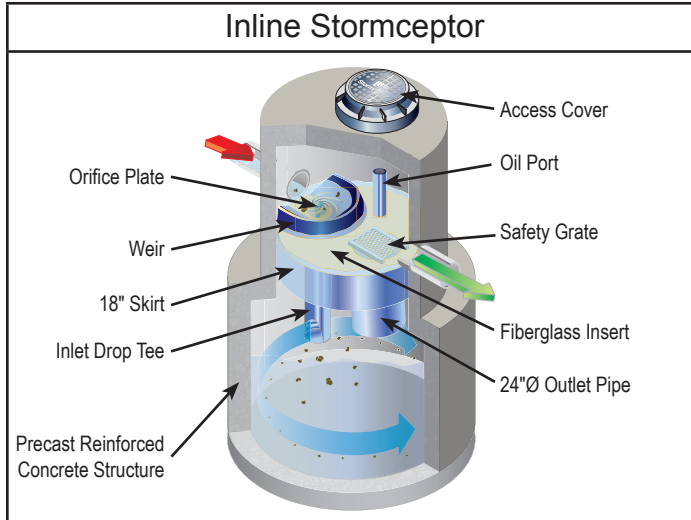 Inline Stormceptor
Access Cover
Oil Port
Orifice Plate
Safety Grate
Weir
18" Skirt
Fiberglass Insert
Inlet Drop Tee
24"Ø Outlet Pipe
Precast Reinforced
Concrete Structure